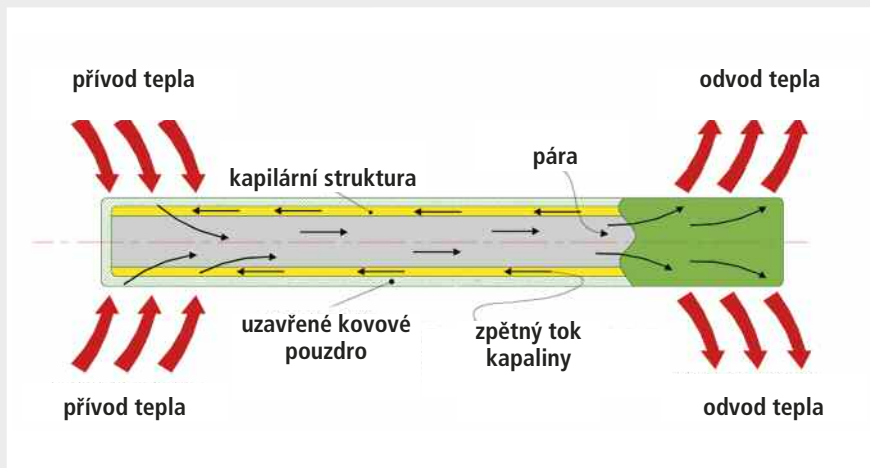 přívod tepla
odvod tepla
pára
kapilární struktura
uzavřené kovové
pouzdro
zpětný tok
kapaliny
přívod tepla
odvod tepla